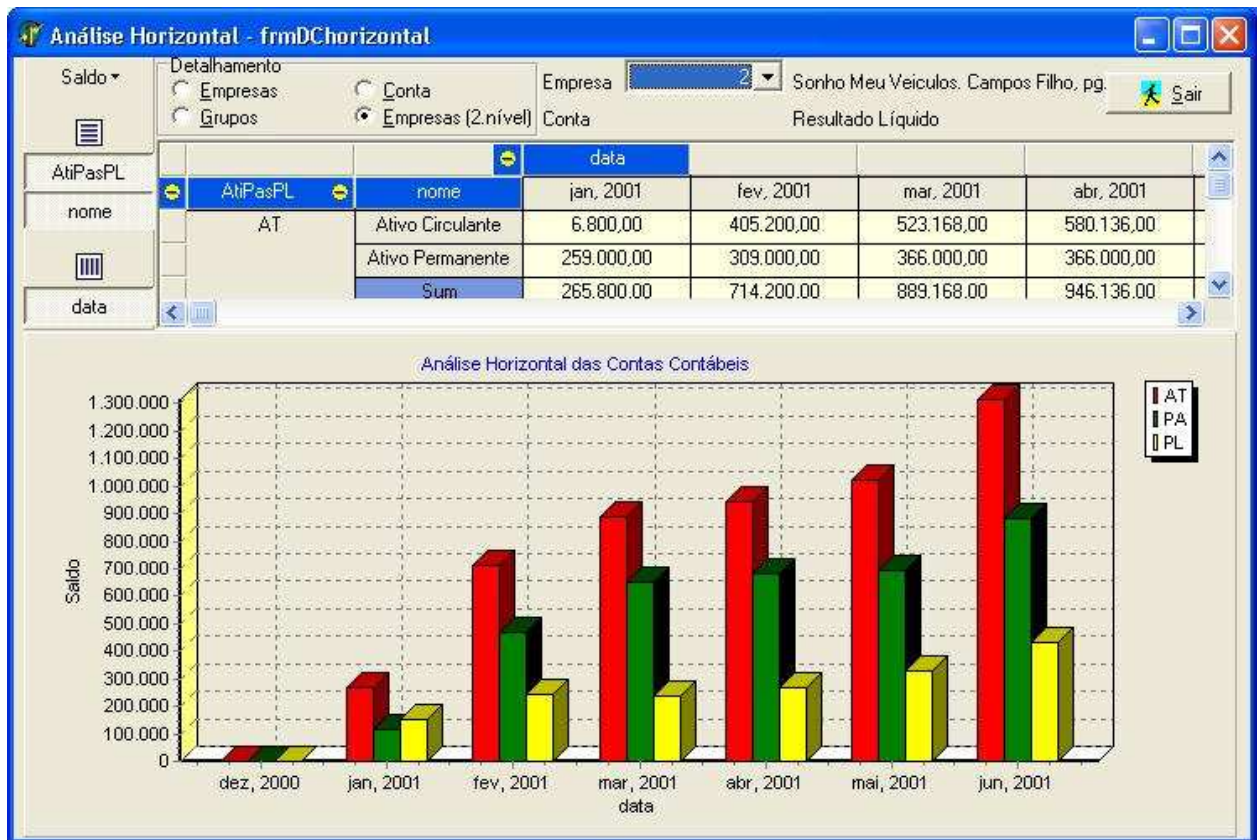 Análise Horizontal - frmDChorizontal
Saldo
Detalhamento
Empresas
Conta
Grupos
Empresas (2.nível)
Empresa 2 Sonho Meu Veiculos. Campos Filho, pg.
Conta Resultado Líquido
Sair
AtiPasPL
nome
data
data
AtiPasPL nome jan, 2001 fev, 2001 mar, 2001 abr, 2001
AT Ativo Circulante 6.800,00 405.200,00 523.168,00 580.136,00
Ativo Permanente 259.000,00 309.000,00 366.000,00 366.000,00
Sum 265.800,00 714.200,00 889.168,00 946.136,00
Análise Horizontal das Contas Contábeis
1.300.000
1.200.000
1.100.000
1.000.000
900.000
800.000
700.000
600.000
500.000
400.000
300.000
200.000
100.000
0
Saldo
dez, 2000 jan, 2001 fev, 2001 mar, 2001 abr, 2001 mai, 2001 jun, 2001
data
AT
PA
PL